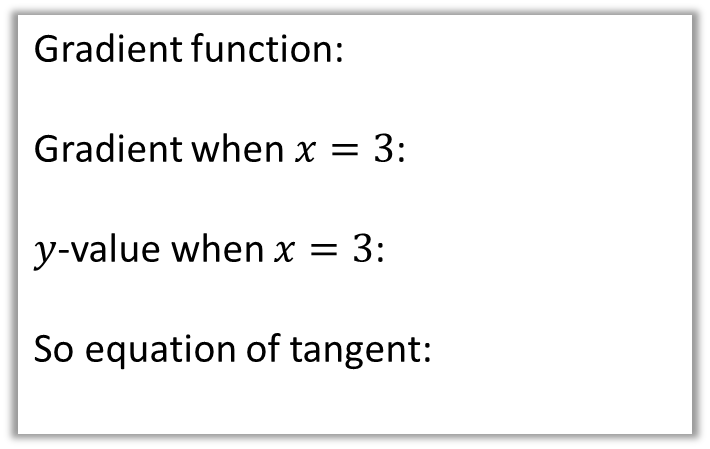 Gradient function:
Gradient when 𝑥 = 3:
𝑦-value when 𝑥 = 3:
So equation of tangent: